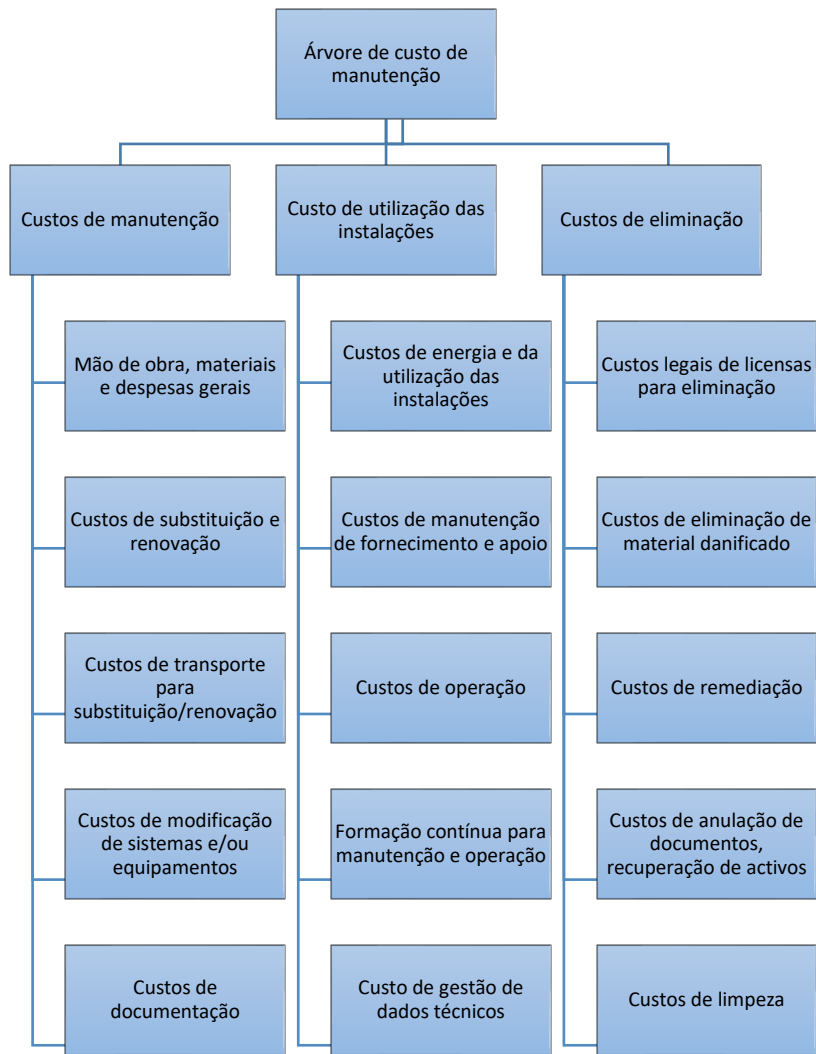 Árvore de custo de
manutenção
Custos de manutenção
Mão de obra, materiais
e despesas gerais
Custos de substituição e
renovação
Custos de transporte
para
substituição/renovação
Custos de modificação
de sistemas e/ou
equipamentos
Custos de
documentação
Custo de utilização das
instalações
Custos de energia e da
utilização das
instalações
Custos de manutenção
de fornecimento e apoio
Custos de operação
Formação contínua para
manutenção e operação
Custo de gestão de
dados técnicos
Custos de eliminação
Custos legais de licensas
para eliminação
Custos de eliminação de
material danificado
Custos de remediação
Custos de anulação de
documentos,
recuperação de activos
Custos de limpeza